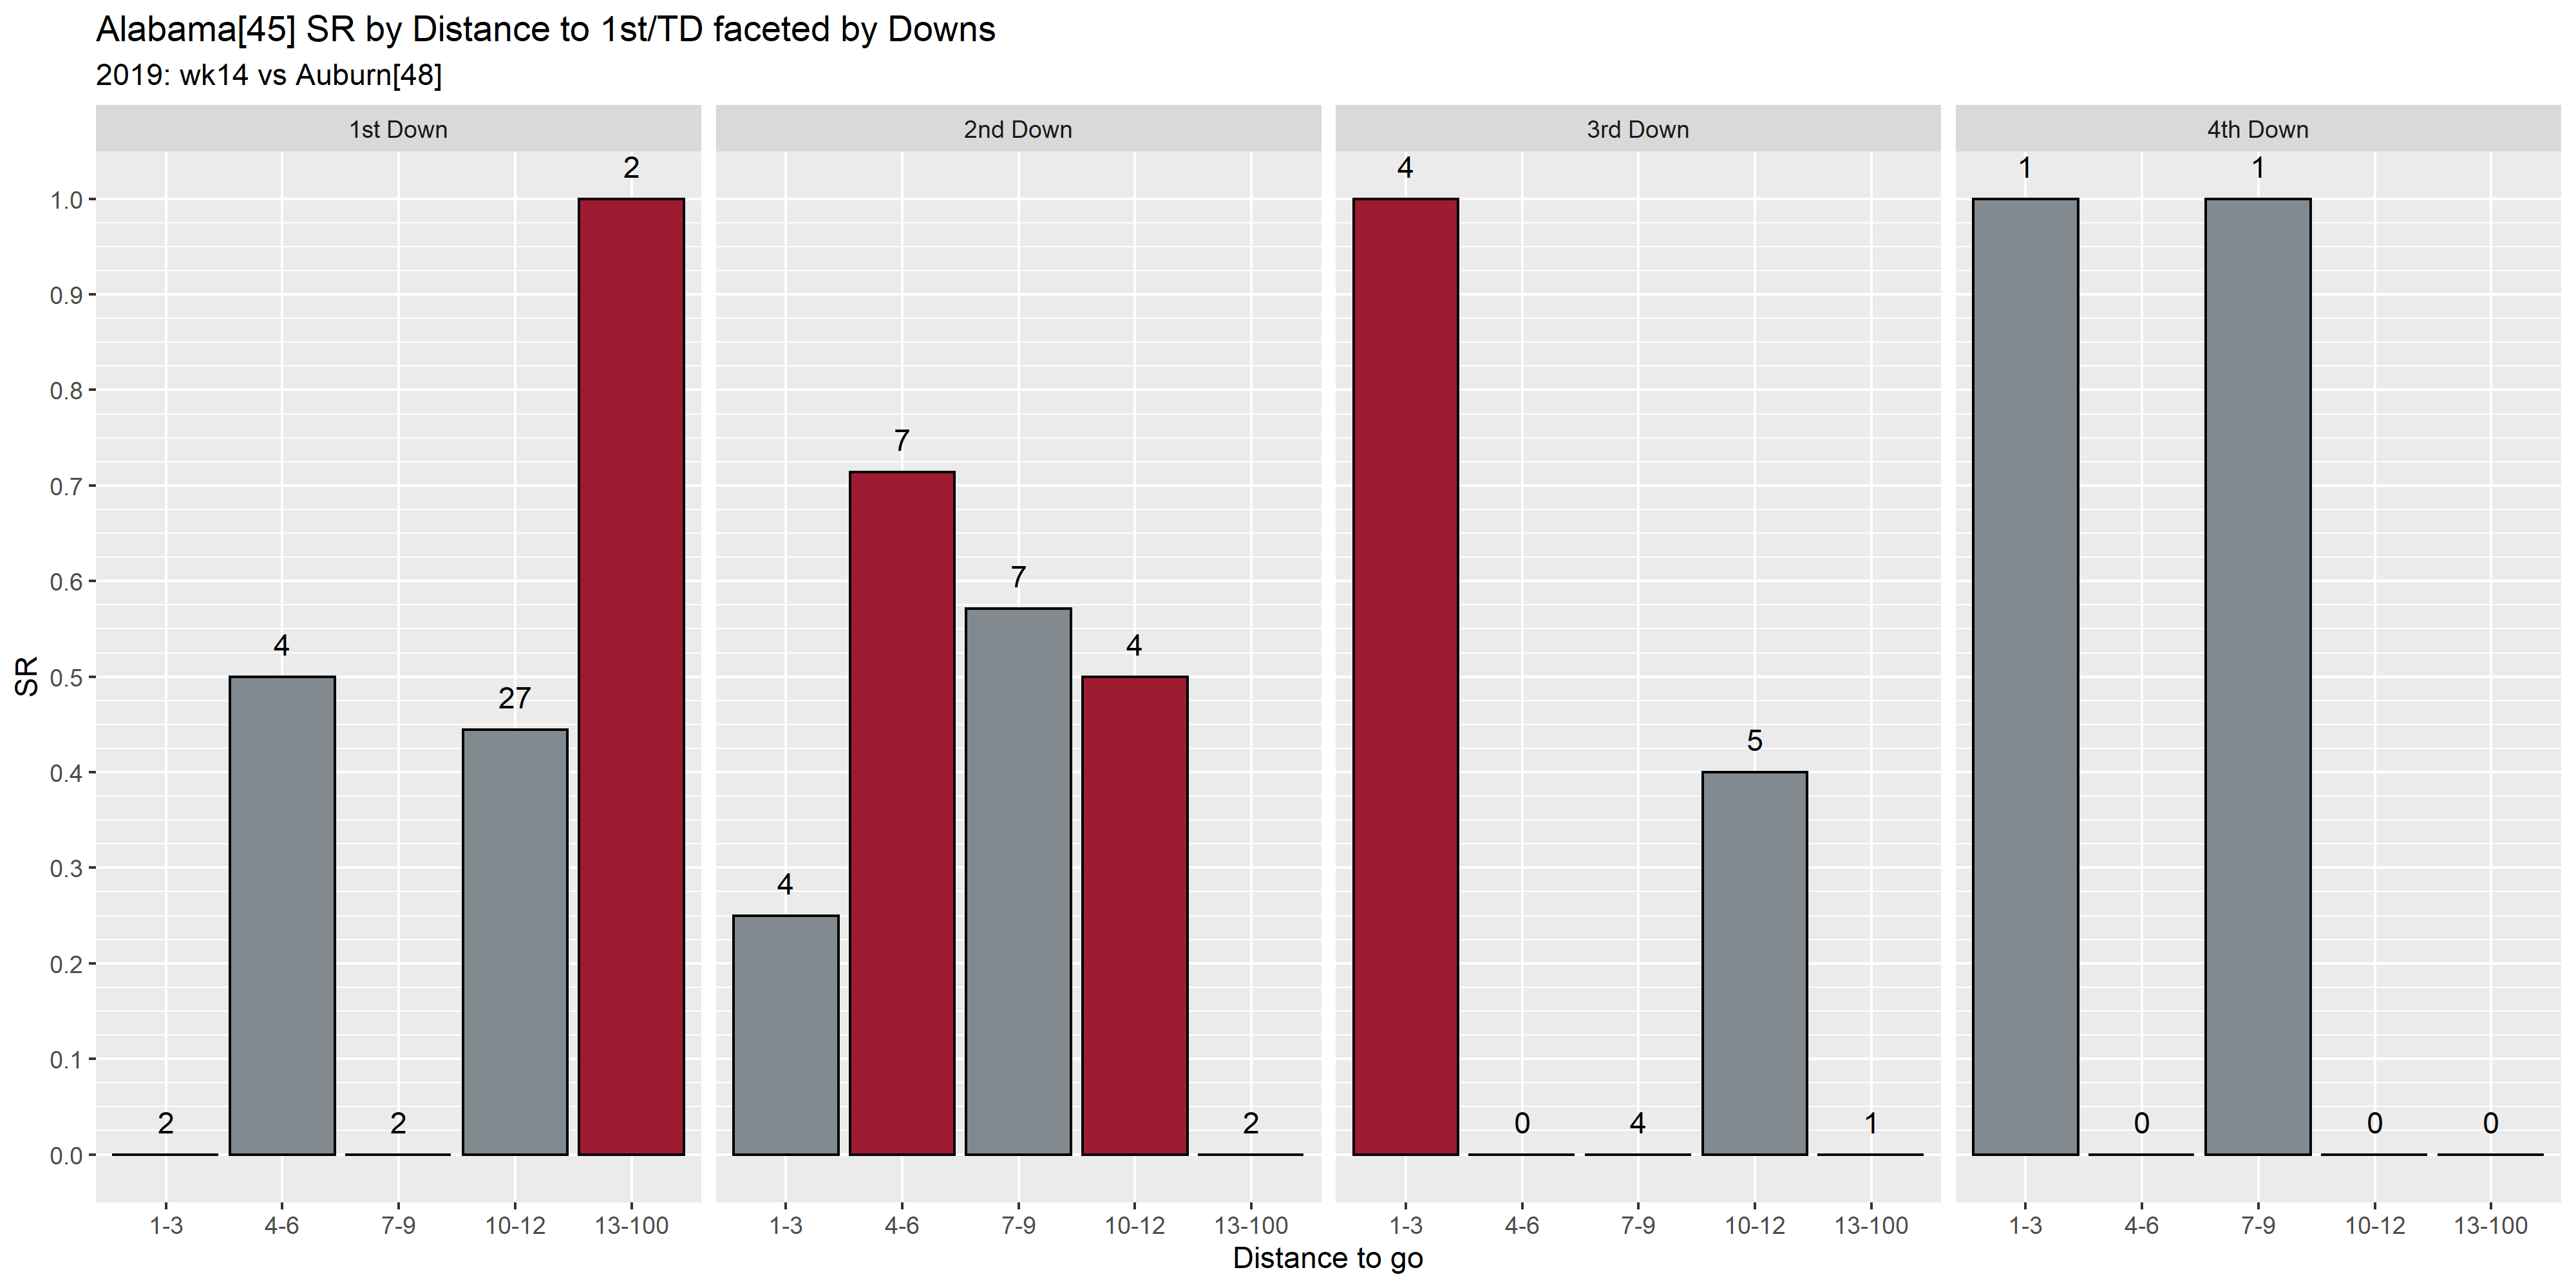 Alabama[45] SR by Distance to 1st/TD faceted by Downs
2019: wk14 vs Auburn[48]
1st Down
2nd Down
3rd Down
4th Down
SR
1.0
0.9
0.8
0.7
0.6
0.5
0.4
0.3
0.2
0.1
0.0
2 4 2 27 2
4 7 7 4 2
4 0 4 5 1
1 0 1 0 0
1-3 4-6 7-9 10-12 13-100
1-3 4-6 7-9 10-12 13-100
1-3 4-6 7-9 10-12 13-100
1-3 4-6 7-9 10-12 13-100
Distance to go